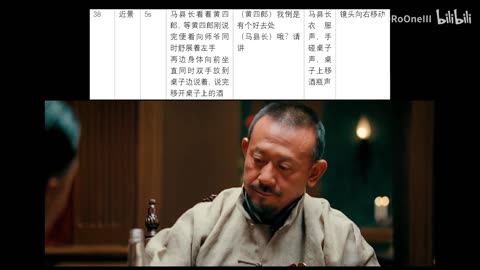 RoOneIII bilibili
38
近景
5s
马县长看着黄四
郎、等黄四郎刚说
完便看向师爷同
时舒展着左手
再边身体向前坐
直同时双手放到
桌子边说着，说完
移开桌子上的酒
（黄四郎）我倒是
有个好去处
（马县长）哦？请
讲
马县长
衣服
声，手
碰桌子
声、桌
子上移
酒瓶声
镜头向右移动